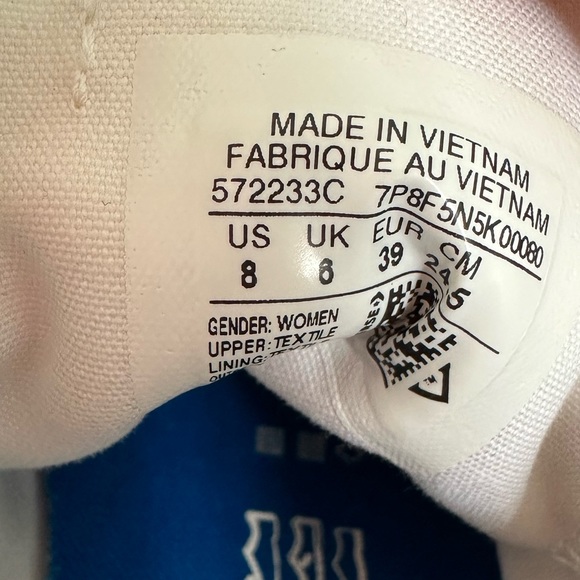 MADE IN VIETNAM
FABRIQUE AU VIETNAM
572233C 7P8F5N5K00080
US UK EUR CM
8 6 39 24.5
GENDER: WOMEN
UPPER: TEXTILE
LINING: